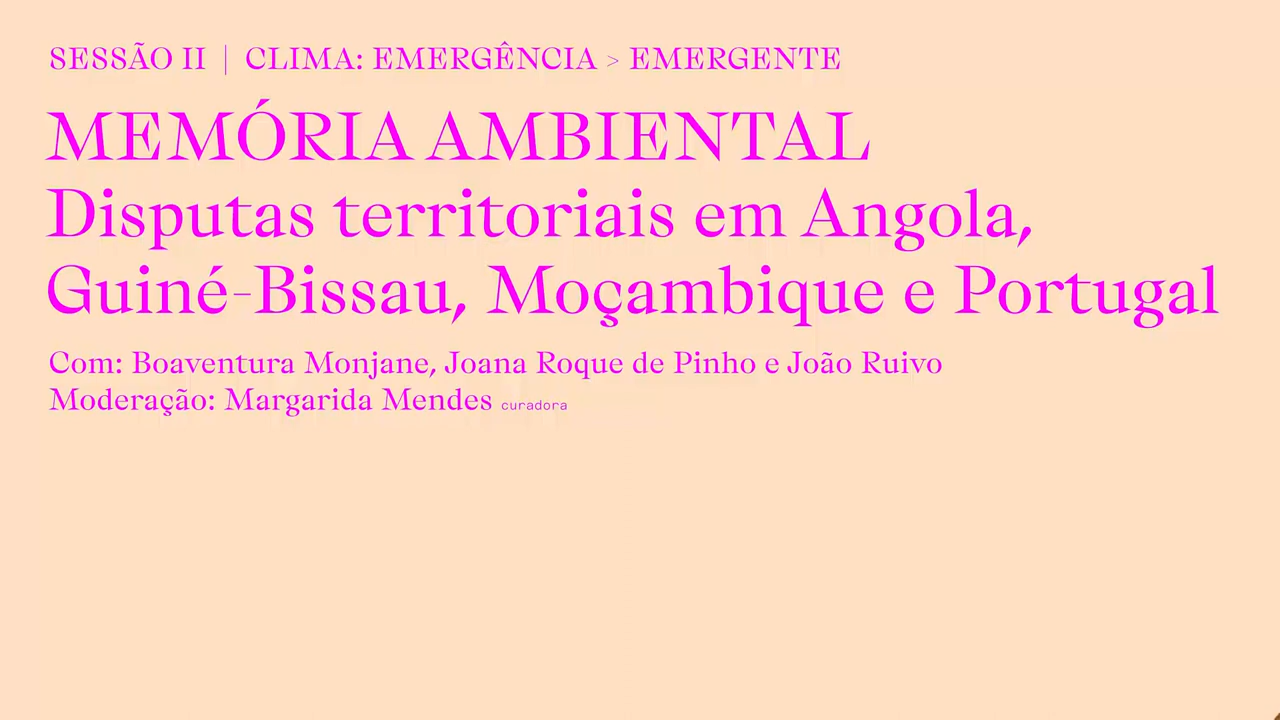 SESSÃO II | CLIMA: EMERGÊNCIA > EMERGENTE
MEMÓRIA AMBIENTAL
Disputas territoriais em Angola,
Guiné-Bissau, Moçambique e Portugal
Com: Boaventura Monjane, Joana Roque de Pinho e João Ruivo
Moderação: Margarida Mendes curadora